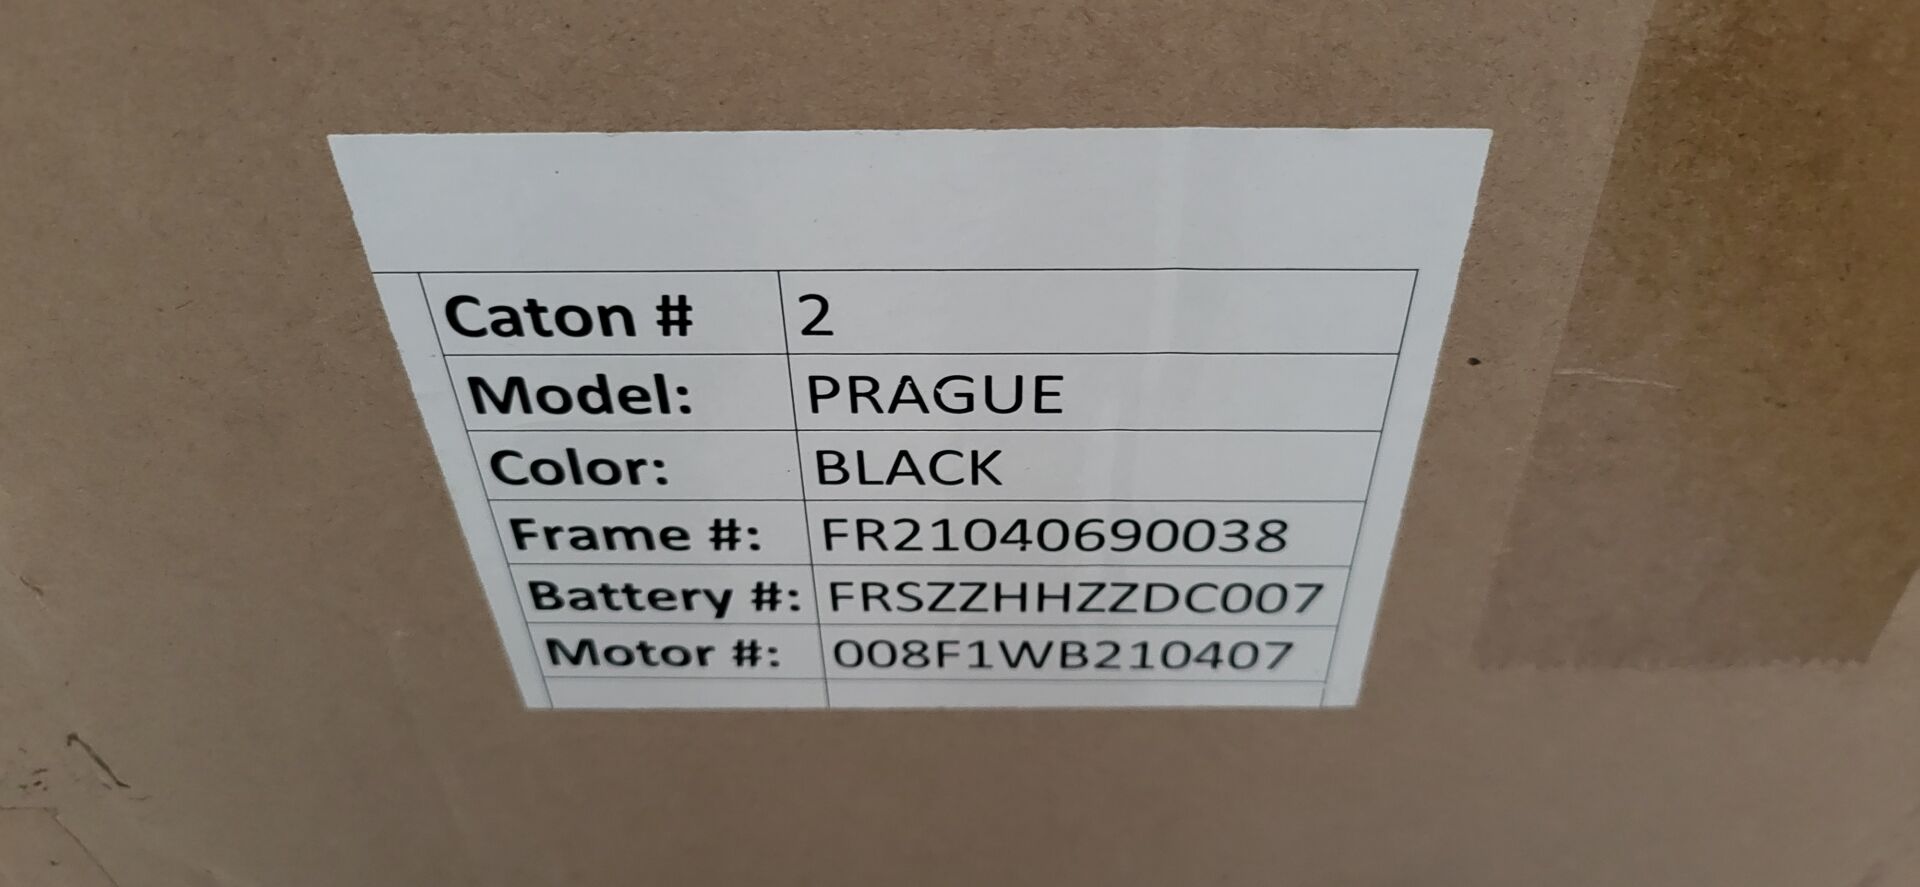 Caton # 2
Model: PRAGUE
Color: BLACK
Frame #: FR21040690038
Battery #: FRSZZHHZZDC007
Motor #: 008F1WB210407